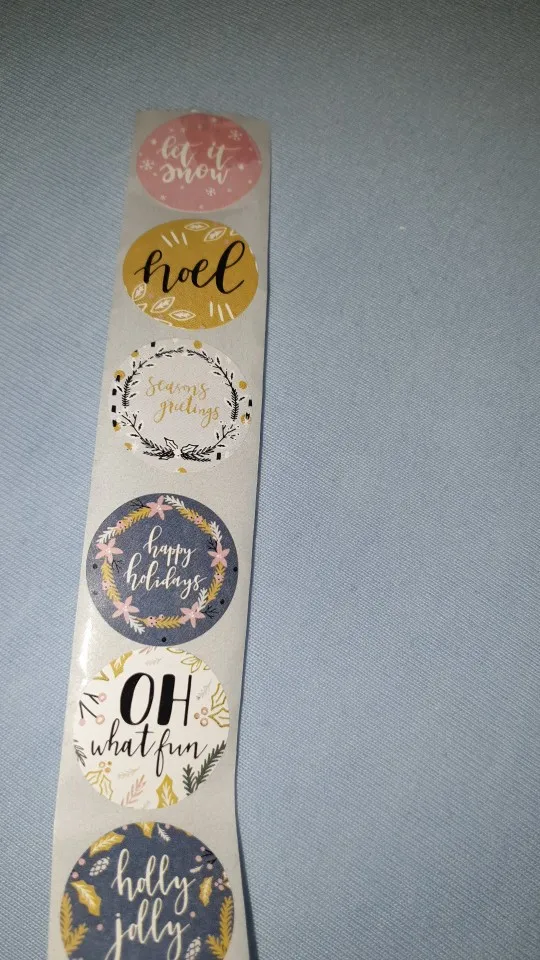 let it
snow
noel
season's
greetings
happy
holidays
OH
what fun
holly
jolly